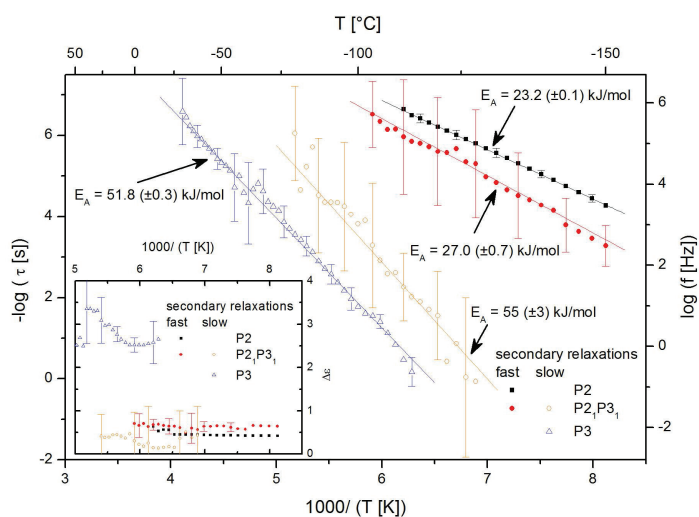 T [°C]
50 0 -50 -100 -150
6
4
2
0
-2
-log (τ [s])
6
4
2
0
-2
log (f [Hz])
E_A = 23.2 (±0.1) kJ/mol
E_A = 51.8 (±0.3) kJ/mol
E_A = 27.0 (±0.7) kJ/mol
E_A = 55 (±3) kJ/mol
1000/ (T [K])
5 6 7 8
4
3
2
1
0
Δε
secondary relaxations
fast slow
P2
P2₁P3₁
P3
secondary relaxations
fast slow
P2
P2₁P3₁
P3
3 4 5 6 7 8
1000/ (T [K])